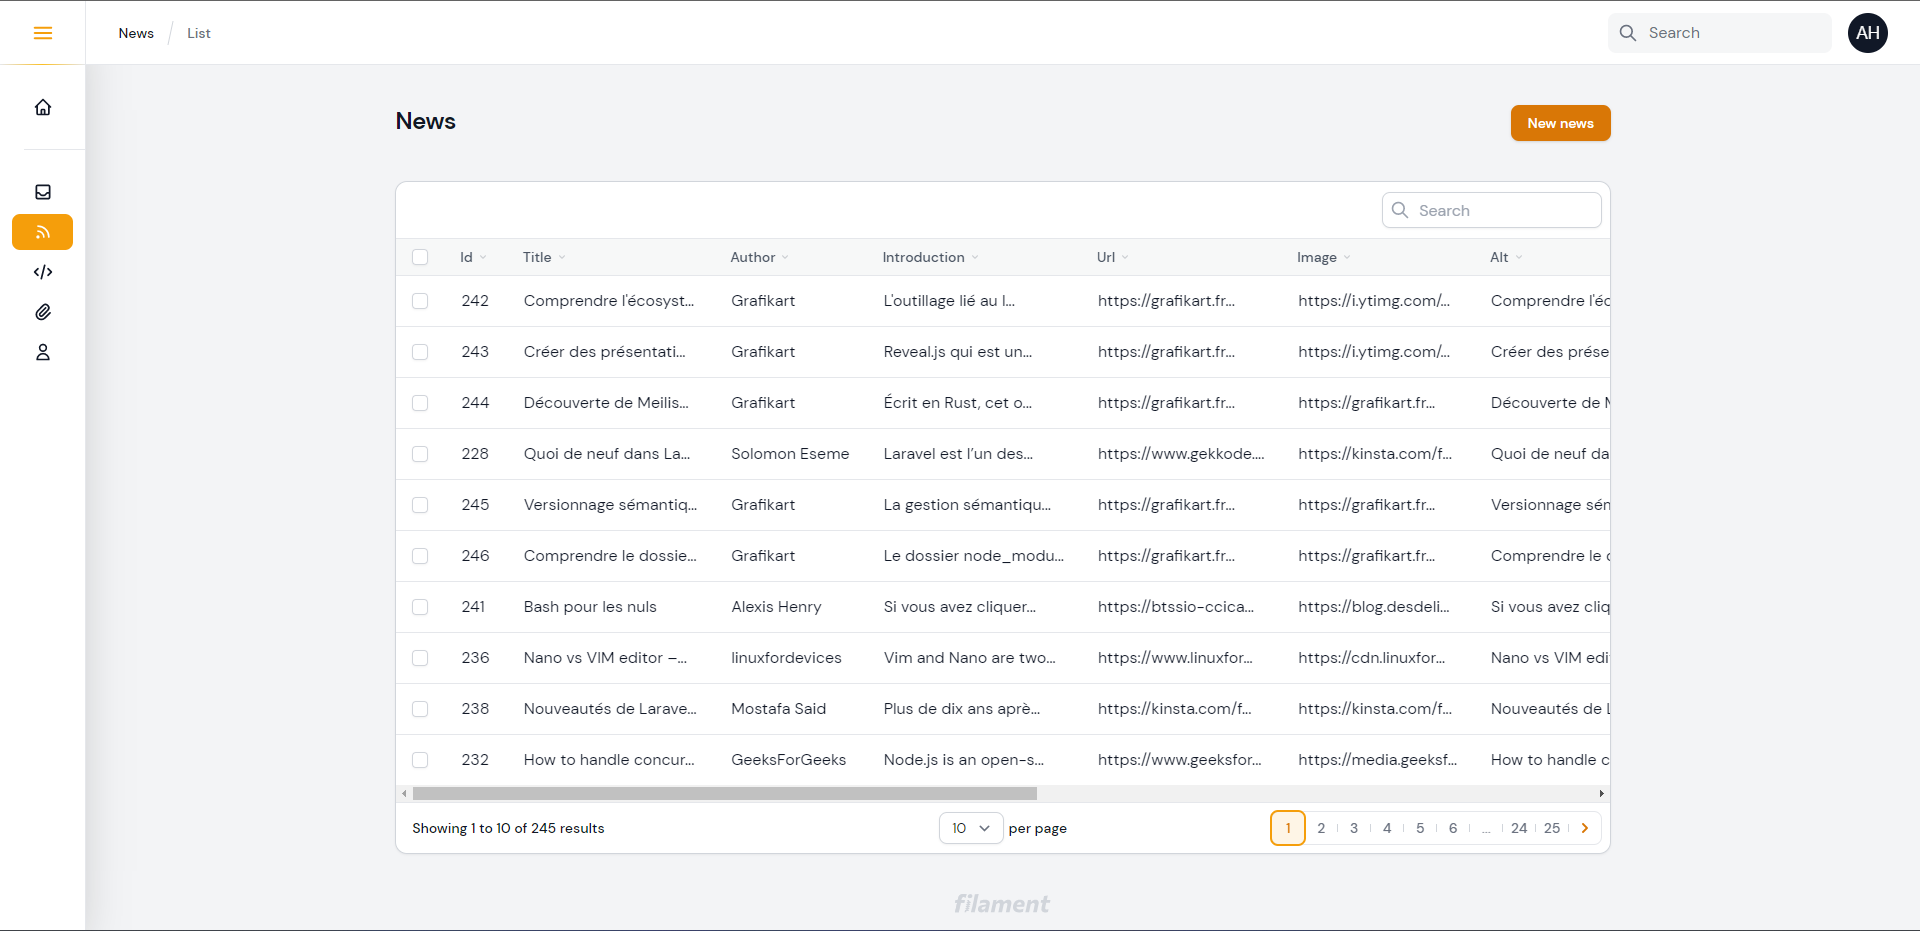 News / List
Search
AH
News
New news
Search
Id Title Author Introduction Url Image Alt
242 Comprendre l'écosyst... Grafikart L'outillage lié au l... https://grafikart.fr... https://i.ytimg.com/... Comprendre l'éc
243 Créer des présentati... Grafikart Reveal.js qui est un... https://grafikart.fr... https://i.ytimg.com/... Créer des prése
244 Découverte de Meilis... Grafikart Écrit en Rust, cet o... https://grafikart.fr... https://grafikart.fr... Découverte de M
228 Quoi de neuf dans La... Solomon Eseme Laravel est l’un des... https://www.gekkode.... https://kinsta.com/f... Quoi de neuf da
245 Versionnage sémantiq... Grafikart La gestion sémantiqu... https://grafikart.fr... https://grafikart.fr... Versionnage sém
246 Comprendre le dossie... Grafikart Le dossier node_modu... https://grafikart.fr... https://grafikart.fr... Comprendre le d
241 Bash pour les nuls Alexis Henry Si vous avez cliquer... https://btssio-ccica... https://blog.desdeli... Si vous avez cliq
236 Nano vs VIM editor –... linuxfordevices Vim and Nano are two... https://www.linuxfor... https://cdn.linuxfor... Nano vs VIM edi
238 Nouveautés de Larave... Mostafa Said Plus de dix ans aprè... https://kinsta.com/f... https://kinsta.com/f... Nouveautés de L
232 How to handle concur... GeeksForGeeks Node.js is an open-s... https://www.geeksfor... https://media.geeksf... How to handle c
Showing 1 to 10 of 245 results 10 per page 1 2 3 4 5 6 ... 24 25
filament